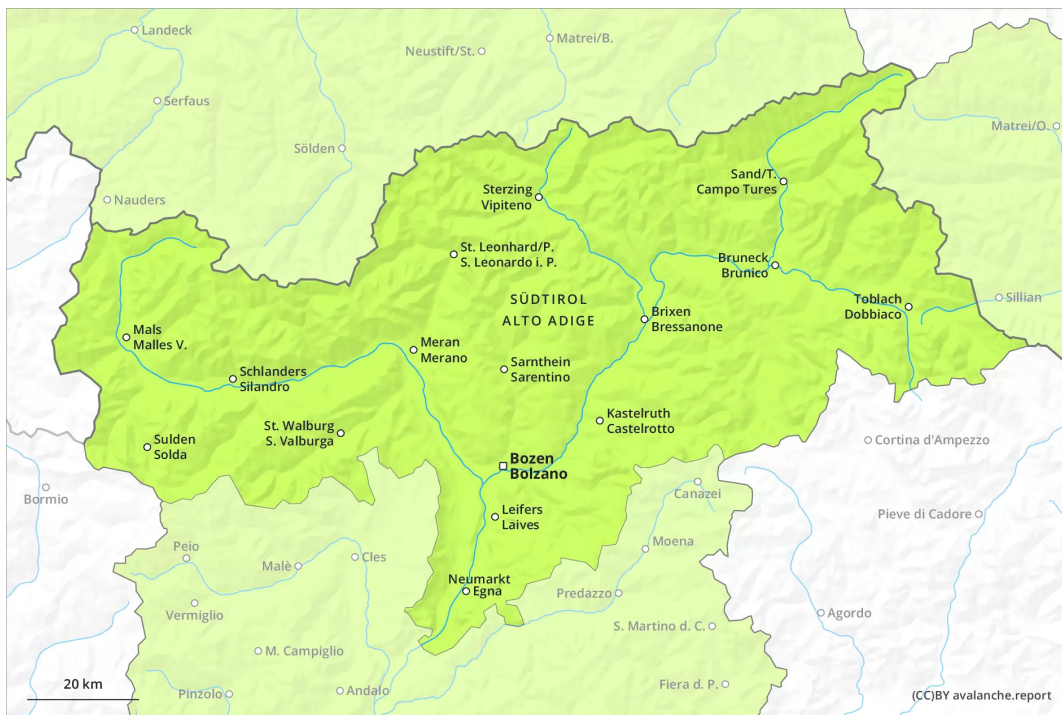 Landeck
Matrei/B.
Neustift/St.
Serfaus
Matrei/O.
Sölden
Sand/T.
Campo Tures
Sterzing
Vipiteno
Nauders
St. Leonhard/P.
S. Leonardo i. P.
Bruneck
Brunico
SÜDTIROL
ALTO ADIGE
Toblach
Dobbiaco
Sillian
Brixen
Bressanone
Mals
Malles V.
Meran
Merano
Sarnthein
Sarentino
Schlanders
Silandro
St. Walburg
S. Valburga
Kastelruth
Castelrotto
Sulden
Solda
Cortina d'Ampezzo
Bozen
Bolzano
Bormio
Canazei
Leifers
Laives
Pieve di Cadore
Peio
Cles
Moena
Malè
Neumarkt
Egna
Predazzo
Vermiglio
Agordo
S. Martino d. C.
M. Campiglio
20 km
Pinzolo
Andalo
Fiera d. P.
(CC)BY avalanche.report